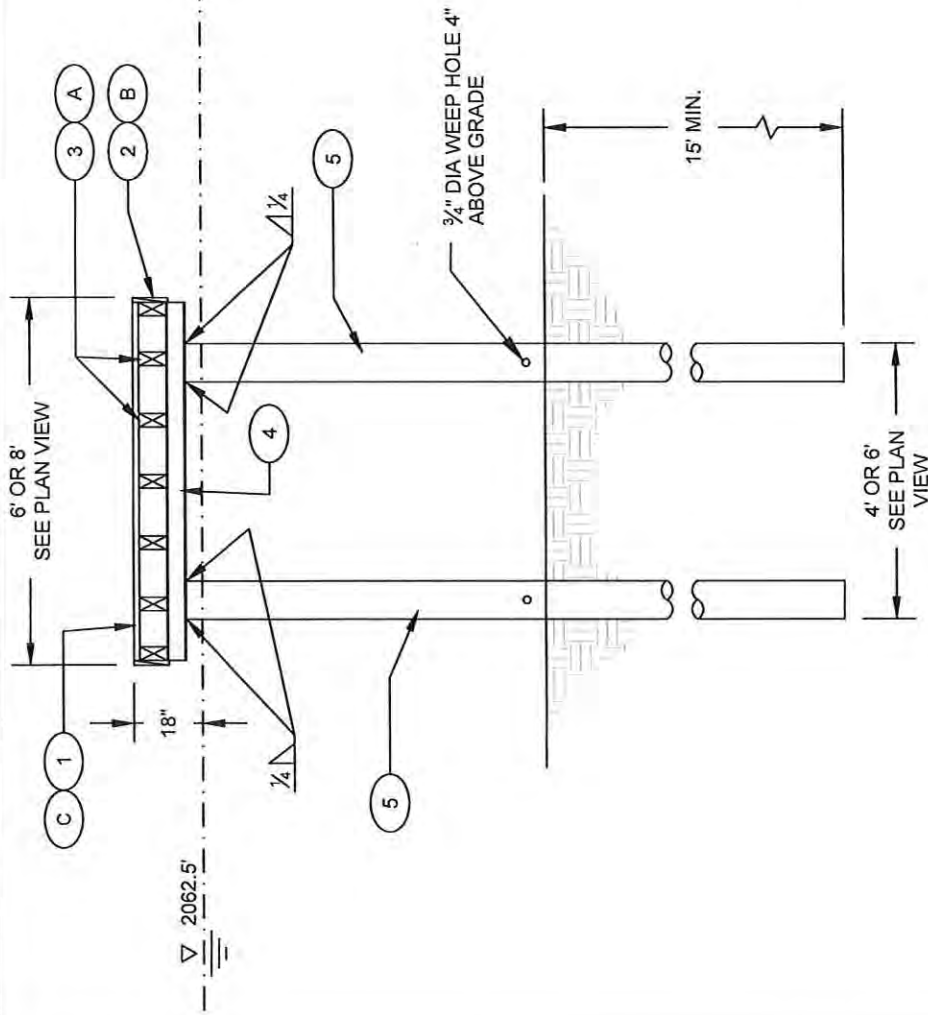 6' OR 8'
SEE PLAN VIEW
3 A
2 B
C 1
18"
2062.5'
¼
¼
4
5
5
¾" DIA WEEP HOLE 4"
ABOVE GRADE
15' MIN.
4' OR 6'
SEE PLAN
VIEW